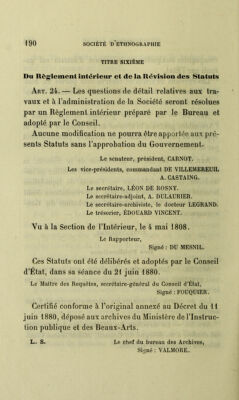 190 SOCIÉTÉ D'ETHNOGRAPHIE
TITRE SIXIÈME
Du Règlement intérieur et de la Révision des Statuts
ART. 24. — Les questions de détail relatives aux tra-
vaux et à l'administration de la Société seront résolues
par un Règlement intérieur préparé par le Bureau et
adopté par le Conseil.
Aucune modification ne pourra être apportée aux pré-
sents Statuts sans l'approbation du Gouvernement.
Le sénateur, président, CARNOT.
Les vice-présidents, commandant DE VILLEMEREUIL
A. CASTAING.
Le secrétaire, LÉON DE ROSNY.
Le secrétaire-adjoint, A. DULAURIER.
Le secrétaire-archiviste, le docteur LEGRAND.
Le trésorier, ÉDOUARD VINCENT.
Vu à la Section de l'Intérieur, le 4 mai 1808.
Le Rapporteur,
Signé : DU MESNIL.
Ces Statuts ont été délibérés et adoptés par le Conseil
d'État, dans sa séance du 21 juin 1880.
Le Maître des Requêtes, secrétaire-général du Conseil d'État,
Signé : FOUQUIER.
Certifié conforme à l'original annexé au Décret du 11
juin 1880, déposé aux archives du Ministère de l'Instruc-
tion publique et des Beaux-Arts.
L. S. Le chef du bureau des Archives,
Signé : VALMORE.